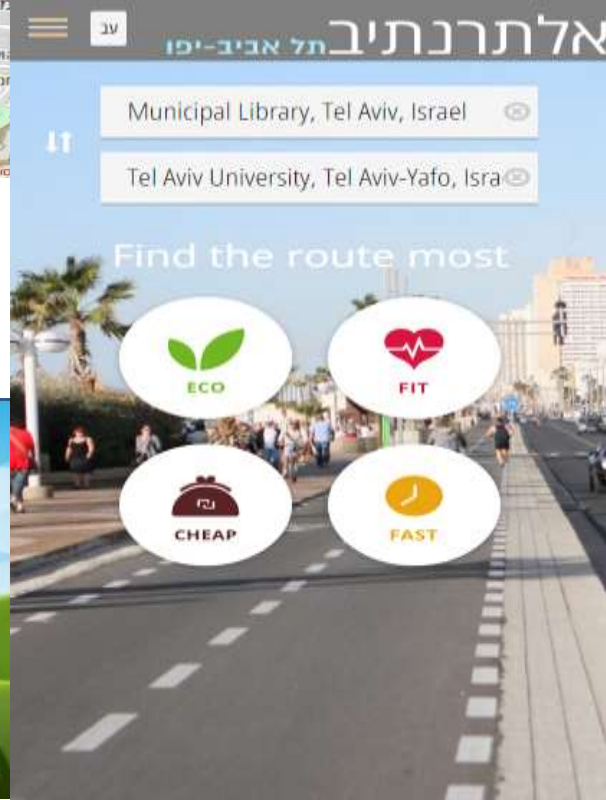 עב
אלתרנתיב תל אביב-יפו
Municipal Library, Tel Aviv, Israel
Tel Aviv University, Tel Aviv-Yafo, Isra
Find the route most
ECO
FIT
CHEAP
FAST